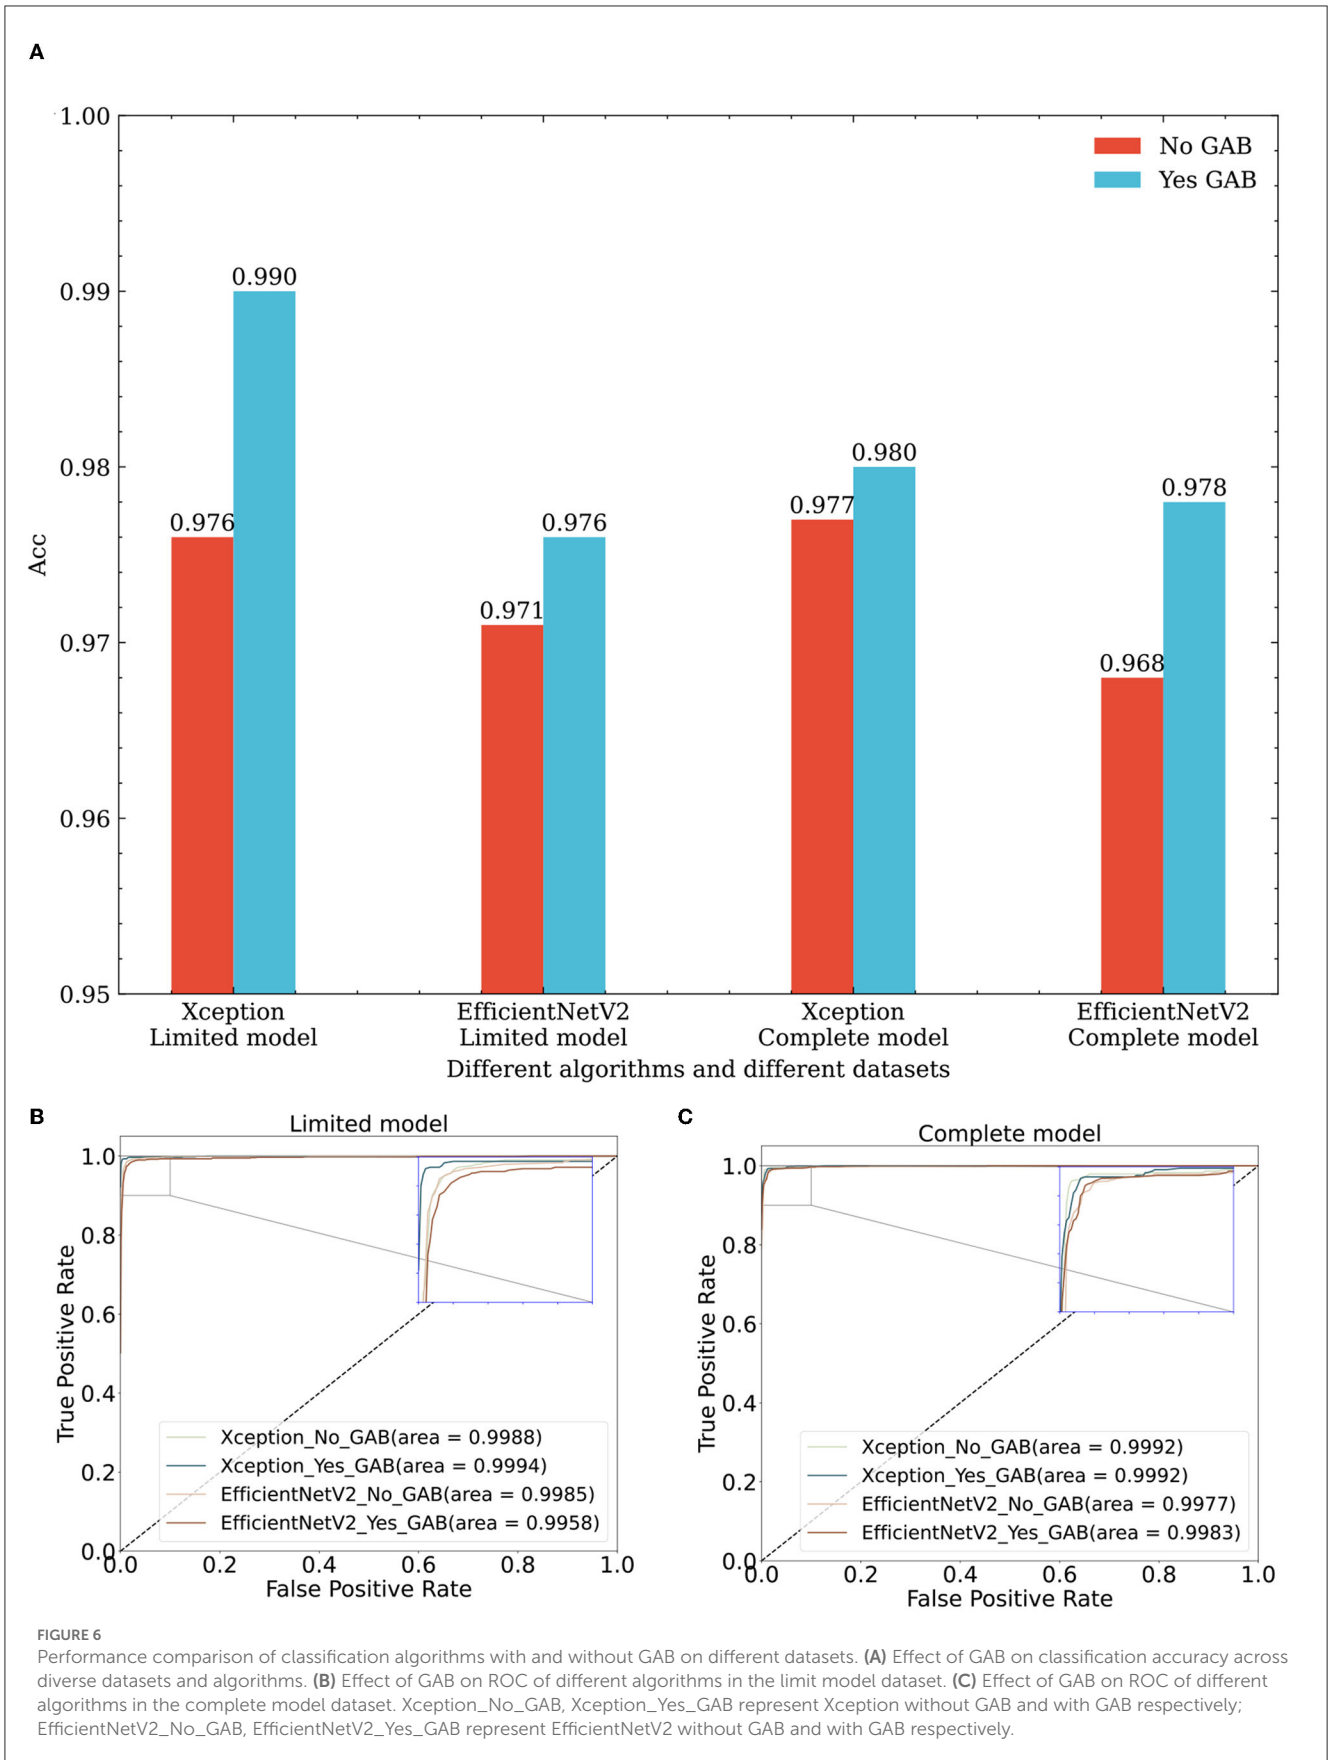 A
1.00
0.99
0.98
0.97
0.96
0.95
Acc
No GAB
Yes GAB
0.976
0.990
0.971
0.976
0.977
0.980
0.968
0.978
Xception
Limited model
EfficientNetV2
Limited model
Xception
Complete model
EfficientNetV2
Complete model
Different algorithms and different datasets
B
Limited model
1.0
0.8
0.6
0.4
0.2
0.0
True Positive Rate
Xception_No_GAB(area = 0.9988)
Xception_Yes_GAB(area = 0.9994)
EfficientNetV2_No_GAB(area = 0.9985)
EfficientNetV2_Yes_GAB(area = 0.9958)
0.0 0.2 0.4 0.6 0.8 1.0
False Positive Rate
C
Complete model
1.0
0.8
0.6
0.4
0.2
0.0
True Positive Rate
Xception_No_GAB(area = 0.9992)
Xception_Yes_GAB(area = 0.9992)
EfficientNetV2_No_GAB(area = 0.9977)
EfficientNetV2_Yes_GAB(area = 0.9983)
0.0 0.2 0.4 0.6 0.8 1.0
False Positive Rate
FIGURE 6
Performance comparison of classification algorithms with and without GAB on different datasets. (A) Effect of GAB on classification accuracy across
diverse datasets and algorithms. (B) Effect of GAB on ROC of different algorithms in the limit model dataset. (C) Effect of GAB on ROC of different
algorithms in the complete model dataset. Xception_No_GAB, Xception_Yes_GAB represent Xception without GAB and with GAB respectively;
EfficientNetV2_No_GAB, EfficientNetV2_Yes_GAB represent EfficientNetV2 without GAB and with GAB respectively.